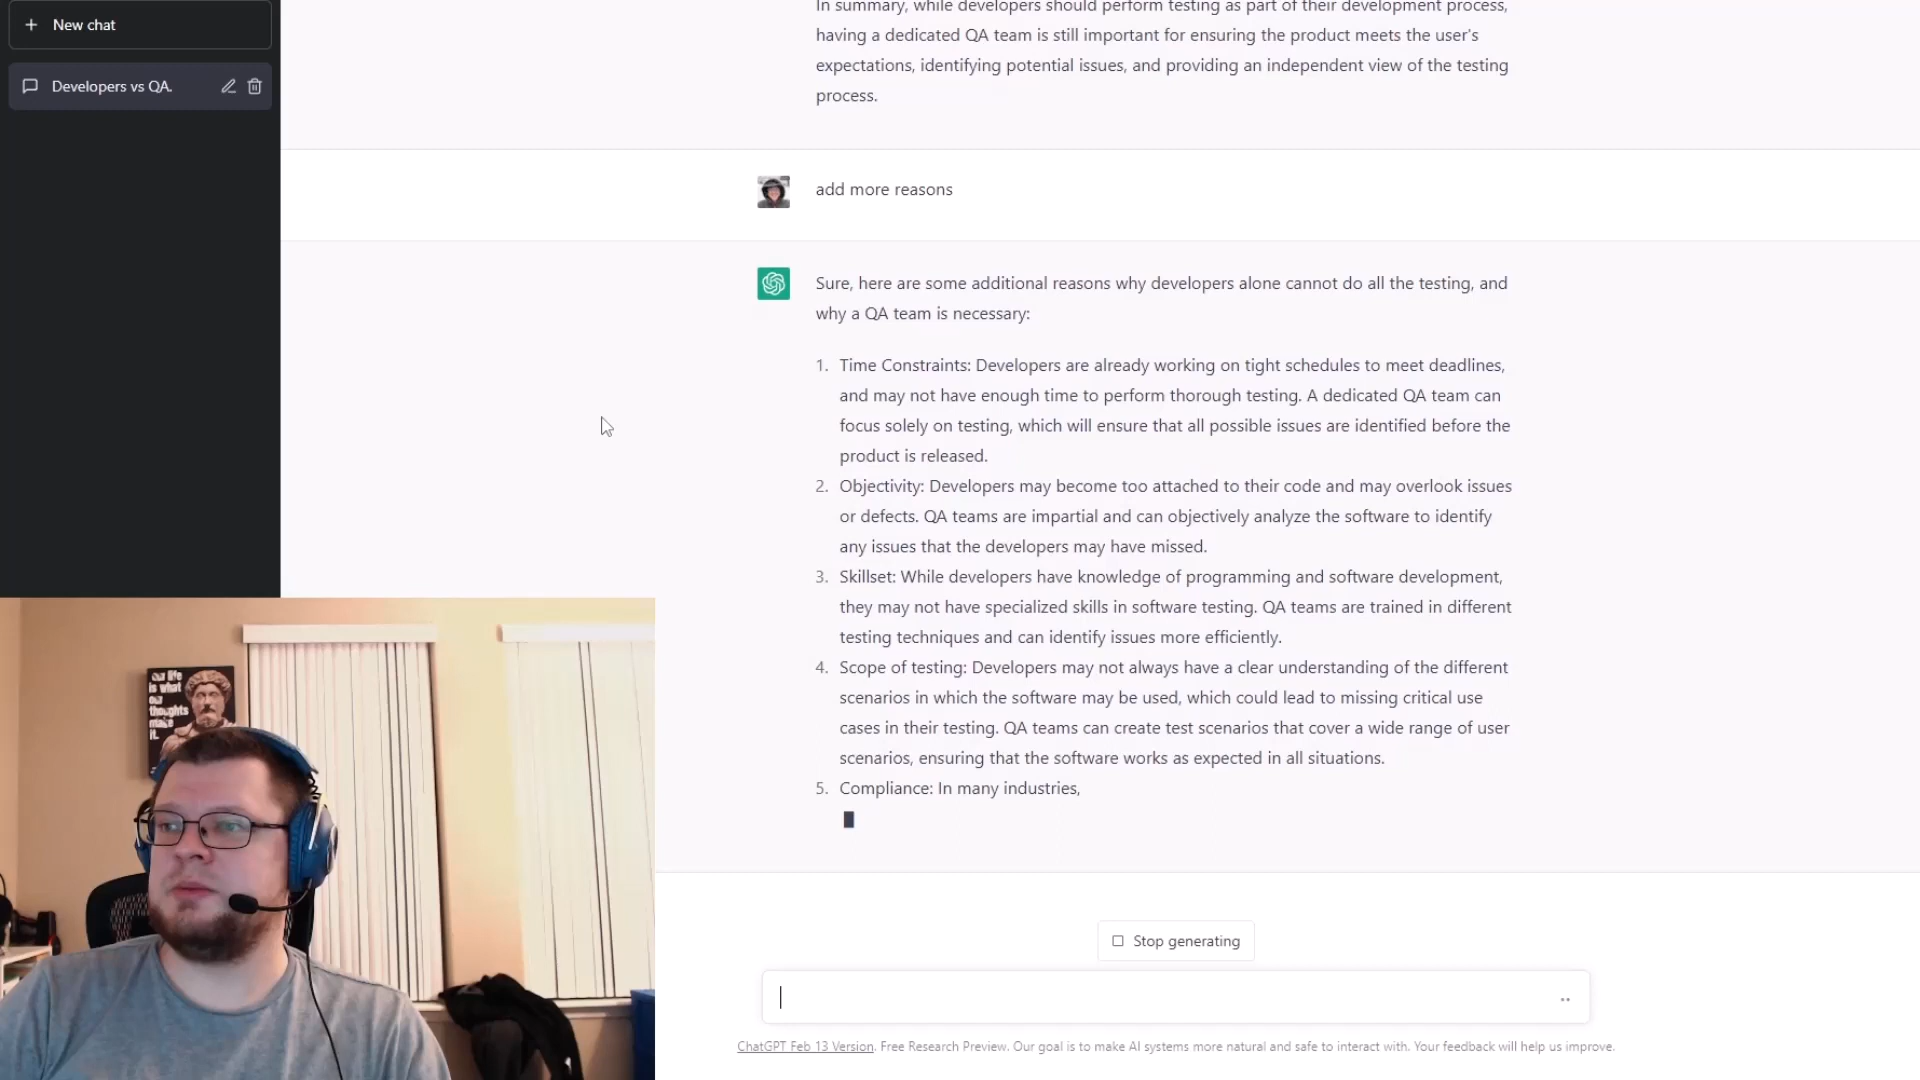 New chat
Developers vs QA.
In summary, while developers should perform testing as part of their development process,
having a dedicated QA team is still important for ensuring the product meets the user's
expectations, identifying potential issues, and providing an independent view of the testing
process.
add more reasons
Sure, here are some additional reasons why developers alone cannot do all the testing, and
why a QA team is necessary:
1. Time Constraints: Developers are already working on tight schedules to meet deadlines,
and may not have enough time to perform thorough testing. A dedicated QA team can
focus solely on testing, which will ensure that all possible issues are identified before the
product is released.
2. Objectivity: Developers may become too attached to their code and may overlook issues
or defects. QA teams are impartial and can objectively analyze the software to identify
any issues that the developers may have missed.
3. Skillset: While developers have knowledge of programming and software development,
they may not have specialized skills in software testing. QA teams are trained in different
testing techniques and can identify issues more efficiently.
4. Scope of testing: Developers may not always have a clear understanding of the different
scenarios in which the software may be used, which could lead to missing critical use
cases in their testing. QA teams can create test scenarios that cover a wide range of user
scenarios, ensuring that the software works as expected in all situations.
5. Compliance: In many industries,
Stop generating
ChatGPT Feb 13 Version. Free Research Preview. Our goal is to make AI systems more natural and safe to interact with. Your feedback will help us improve.
our life
is what
our
thoughts
make
it.